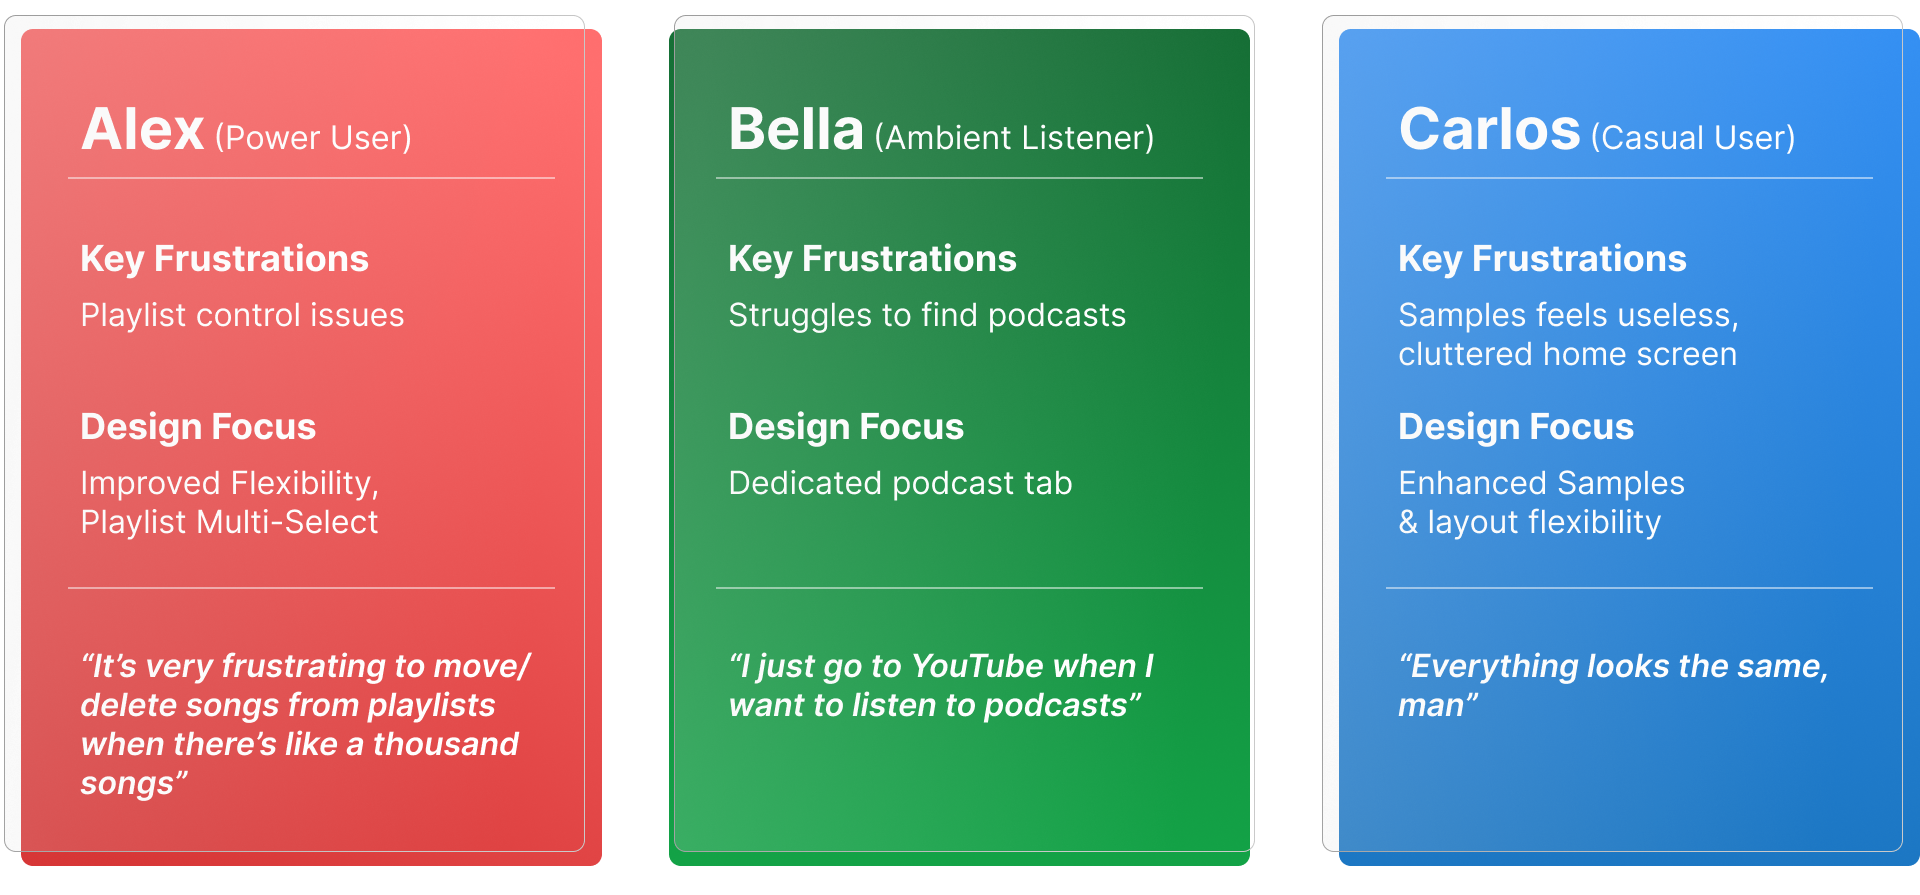 Alex (Power User)
Key Frustrations
Playlist control issues
Design Focus
Improved Flexibility,
Playlist Multi-Select
“It’s very frustrating to move/
delete songs from playlists
when there’s like a thousand
songs”
Bella (Ambient Listener)
Key Frustrations
Struggles to find podcasts
Design Focus
Dedicated podcast tab
“I just go to YouTube when I
want to listen to podcasts”
Carlos (Casual User)
Key Frustrations
Samples feels useless,
cluttered home screen
Design Focus
Enhanced Samples
& layout flexibility
“Everything looks the same,
man”